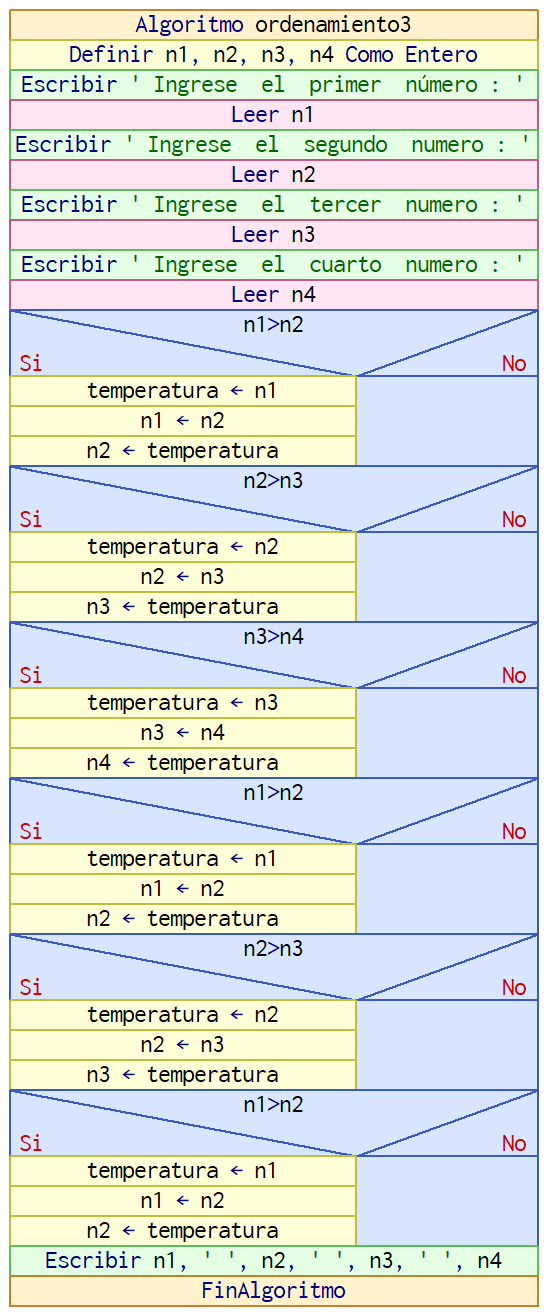 Algoritmo ordenamiento3
Definir n1, n2, n3, n4 Como Entero
Escribir ' Ingrese el primer número : '
Leer n1
Escribir ' Ingrese el segundo numero : '
Leer n2
Escribir ' Ingrese el tercer numero : '
Leer n3
Escribir ' Ingrese el cuarto numero : '
Leer n4
n1>n2
Si No
temperatura ← n1
n1 ← n2
n2 ← temperatura
n2>n3
Si No
temperatura ← n2
n2 ← n3
n3 ← temperatura
n3>n4
Si No
temperatura ← n3
n3 ← n4
n4 ← temperatura
n1>n2
Si No
temperatura ← n1
n1 ← n2
n2 ← temperatura
n2>n3
Si No
temperatura ← n2
n2 ← n3
n3 ← temperatura
n1>n2
Si No
temperatura ← n1
n1 ← n2
n2 ← temperatura
Escribir n1, ' ', n2, ' ', n3, ' ', n4
FinAlgoritmo